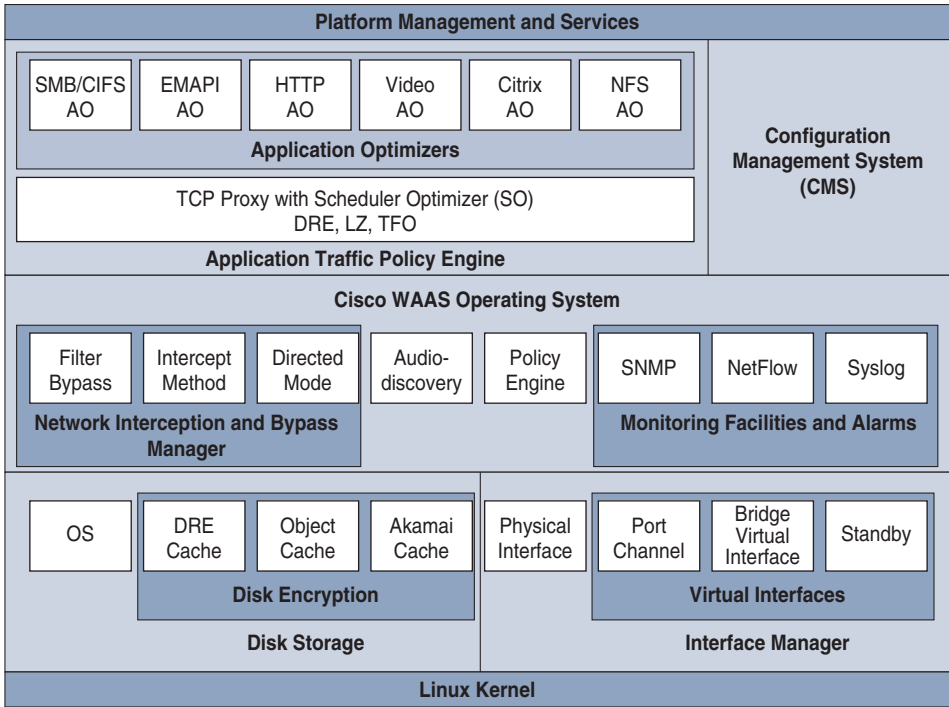 Platform Management and Services
SMB/CIFS
AO
EMAPI
AO
HTTP
AO
Video
AO
Citrix
AO
NFS
AO
Application Optimizers
Configuration
Management System
(CMS)
TCP Proxy with Scheduler Optimizer (SO)
DRE, LZ, TFO
Application Traffic Policy Engine
Cisco WAAS Operating System
Filter
Bypass
Intercept
Method
Directed
Mode
Network Interception and Bypass
Manager
Audio-
discovery
Policy
Engine
SNMP
NetFlow
Syslog
Monitoring Facilities and Alarms
OS
DRE
Cache
Object
Cache
Akamai
Cache
Disk Encryption
Disk Storage
Physical
Interface
Port
Channel
Bridge
Virtual
Interface
Standby
Virtual Interfaces
Interface Manager
Linux Kernel